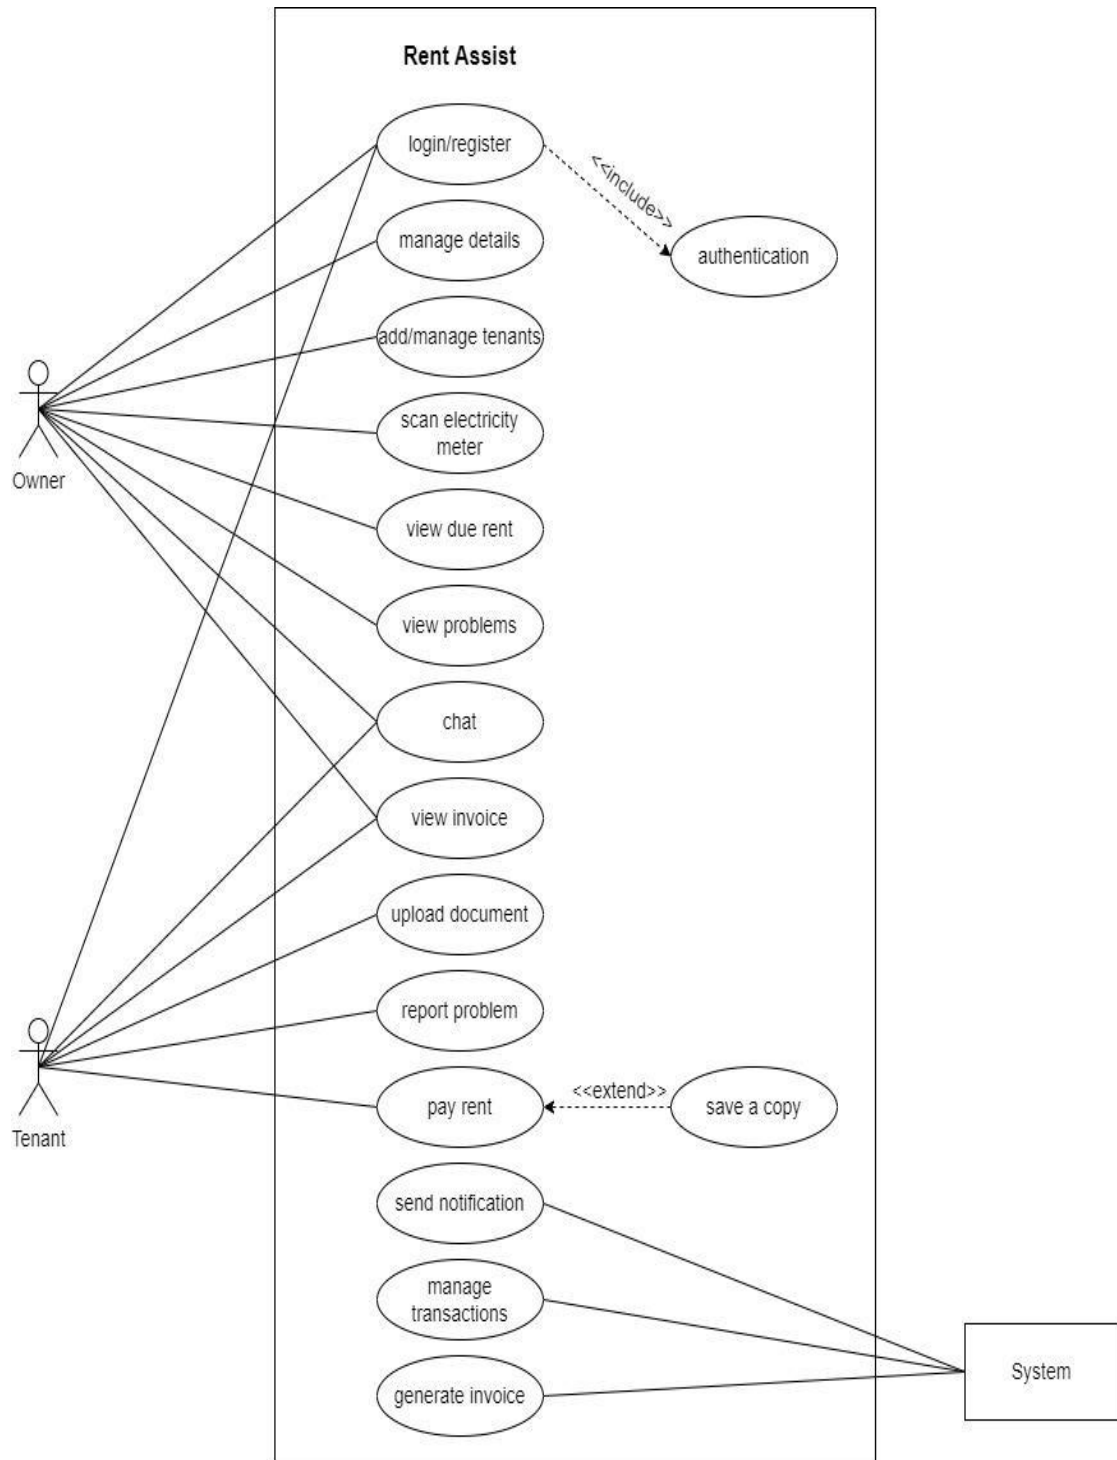 Rent Assist
login/register
<<include>>
manage details
authentication
add/manage tenants
scan electricity
meter
Owner
view due rent
view problems
chat
view invoice
upload document
report problem
pay rent
<<extend>>
save a copy
Tenant
send notification
manage
transactions
System
generate invoice